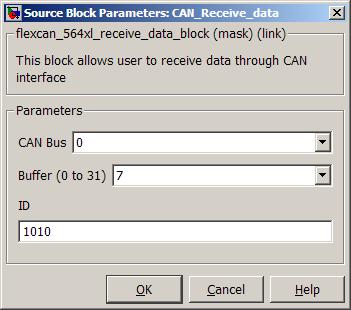 Source Block Parameters: CAN_Receive_data
flexcan_564xl_receive_data_block (mask) (link)
This block allows user to receive data through CAN
interface
Parameters
CAN Bus 0
Buffer (0 to 31) 7
ID
1010
OK Cancel Help